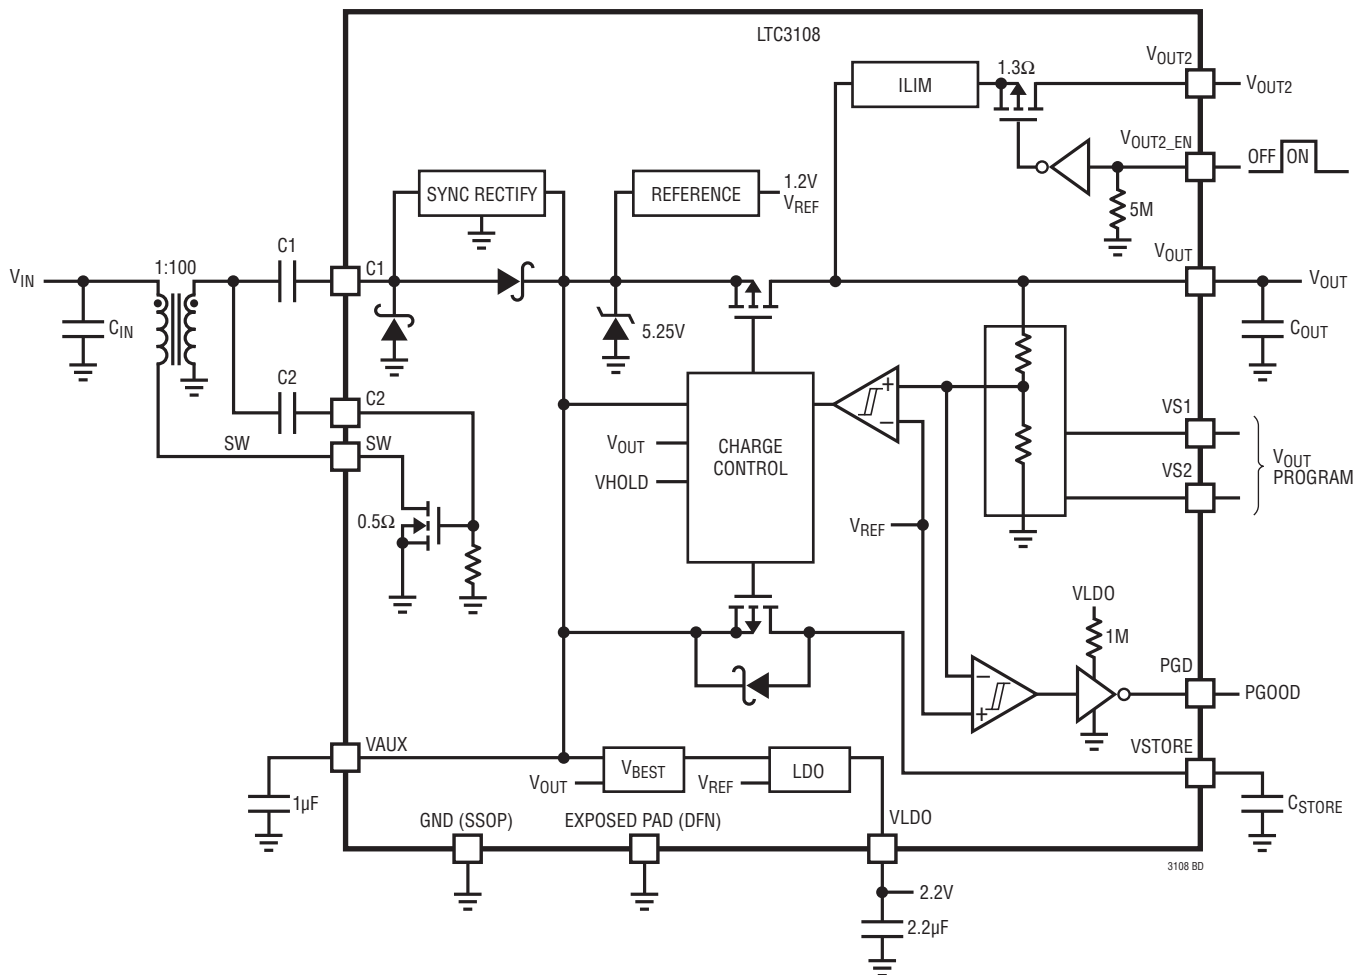 LTC3108
VOUT2
ILIM
1.3Ω
VOUT2
VOUT2_EN
OFF ON
5M
SYNC RECTIFY
REFERENCE
1.2V
VREF
VOUT
VIN
1:100
C1
C1
5.25V
VOUT
CIN
COUT
C2
C2
SW
SW
+
−
VOUT
VHOLD
CHARGE
CONTROL
VS1
VS2
VOUT
PROGRAM
0.5Ω
VREF
VLDO
1M
−
+
PGD
PGOOD
VSTORE
VAUX
VOUT
VBEST
VREF
LDO
1µF
CSTORE
GND (SSOP)
EXPOSED PAD (DFN)
VLDO
3108 BD
2.2V
2.2µF